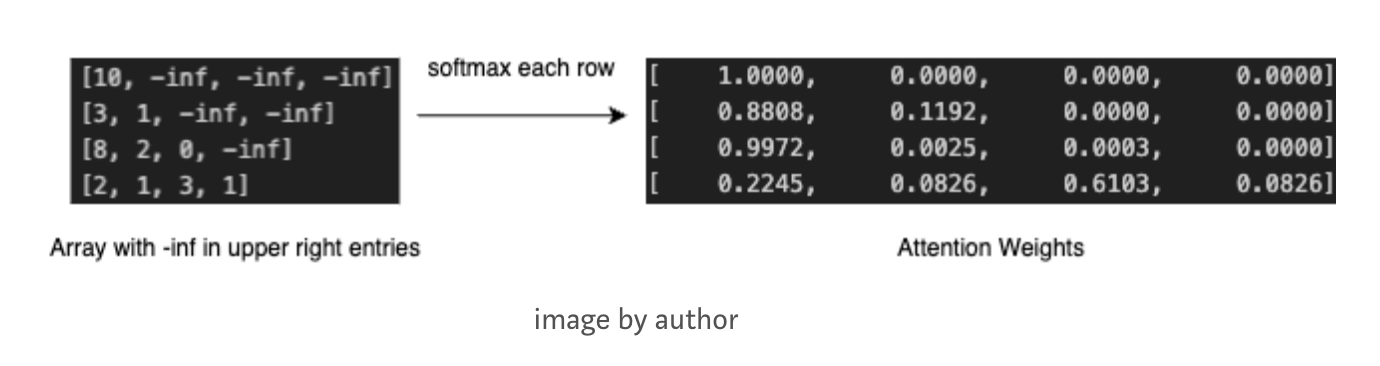 [10, -inf, -inf, -inf]
[3, 1, -inf, -inf]
[8, 2, 0, -inf]
[2, 1, 3, 1]
softmax each row
[ 1.0000, 0.0000, 0.0000, 0.0000]
[ 0.8808, 0.1192, 0.0000, 0.0000]
[ 0.9972, 0.0025, 0.0003, 0.0000]
[ 0.2245, 0.0826, 0.6103, 0.0826]
Array with -inf in upper right entries
Attention Weights
image by author